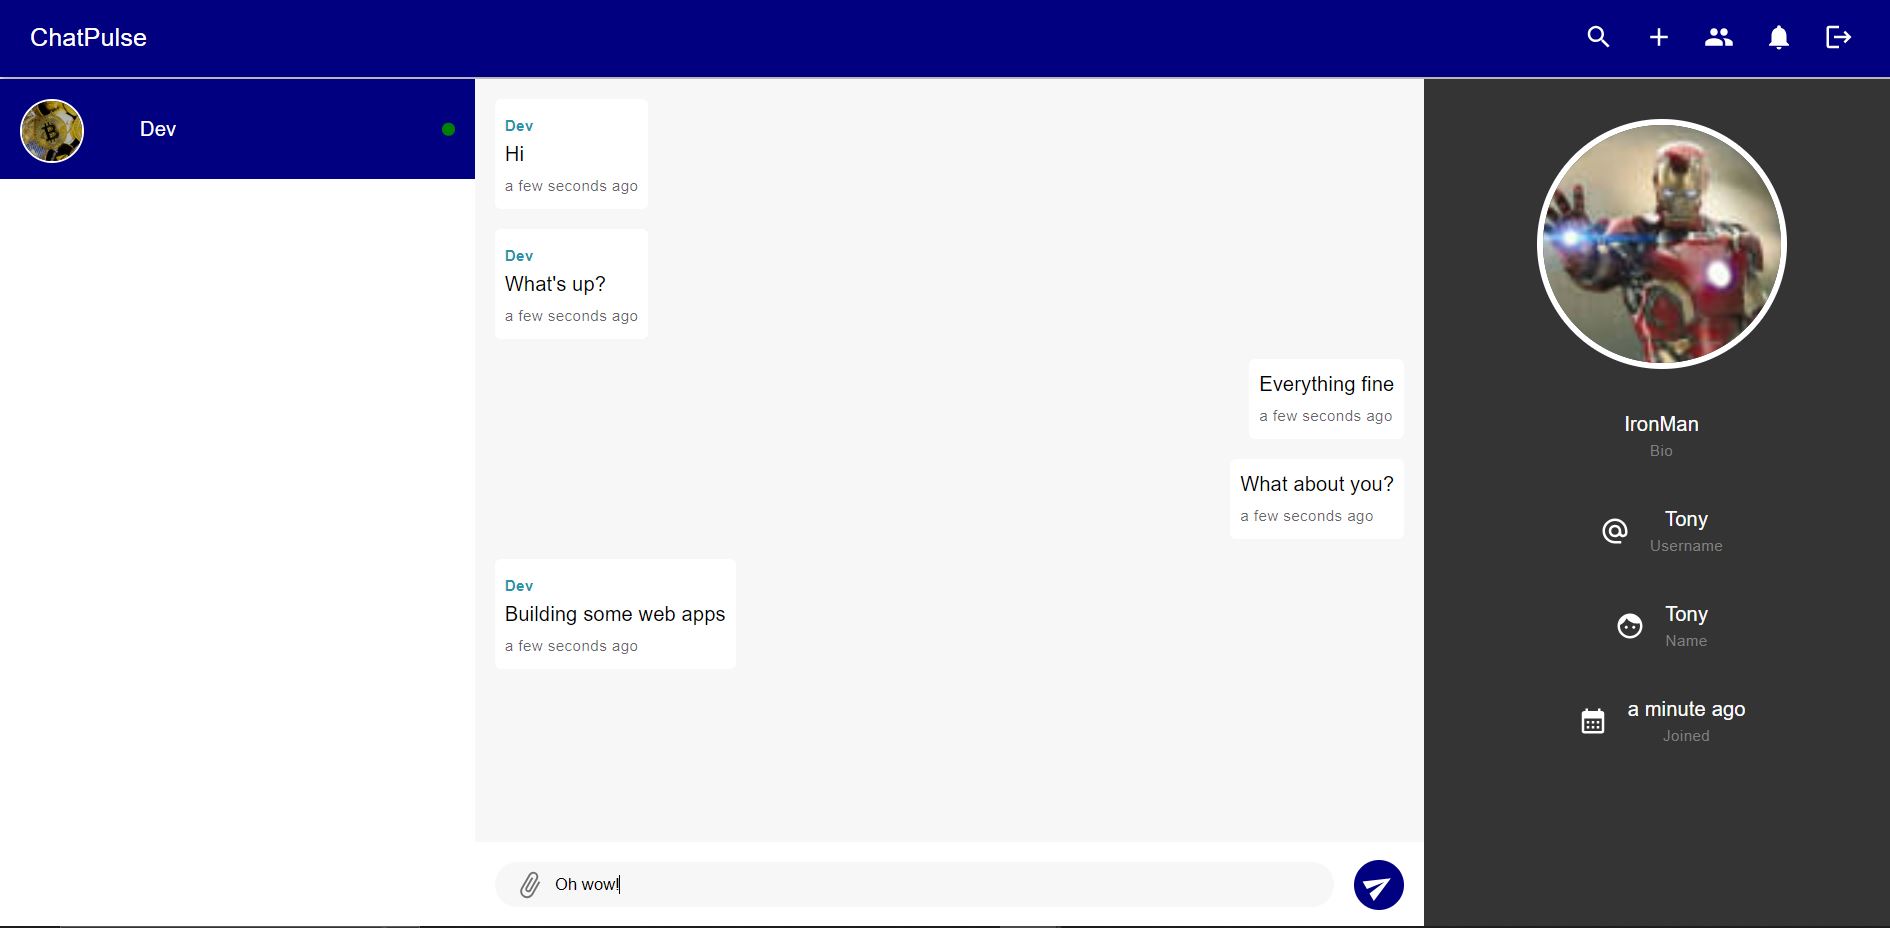 ChatPulse
Dev
Dev
Hi
a few seconds ago
Dev
What's up?
a few seconds ago
Everything fine
a few seconds ago
What about you?
a few seconds ago
Dev
Building some web apps
a few seconds ago
Oh wow!
IronMan
Bio
Tony
Username
Tony
Name
a minute ago
Joined